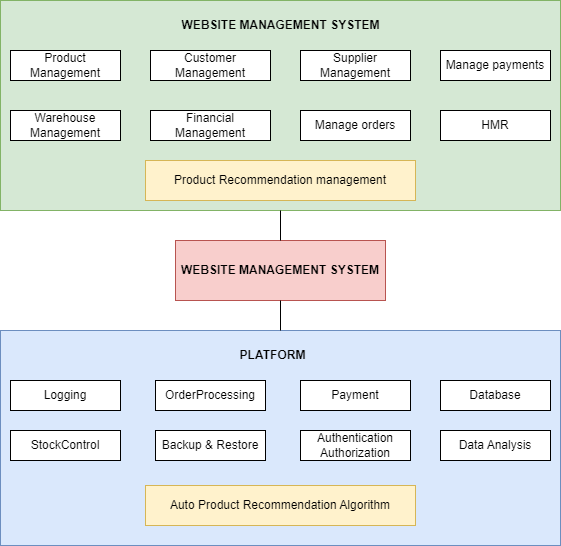 WEBSITE MANAGEMENT SYSTEM
Product
Management
Customer
Management
Supplier
Management
Manage payments
Warehouse
Management
Financial
Management
Manage orders
HMR
Product Recommendation management
WEBSITE MANAGEMENT SYSTEM
PLATFORM
Logging
OrderProcessing
Payment
Database
StockControl
Backup & Restore
Authentication
Authorization
Data Analysis
Auto Product Recommendation Algorithm